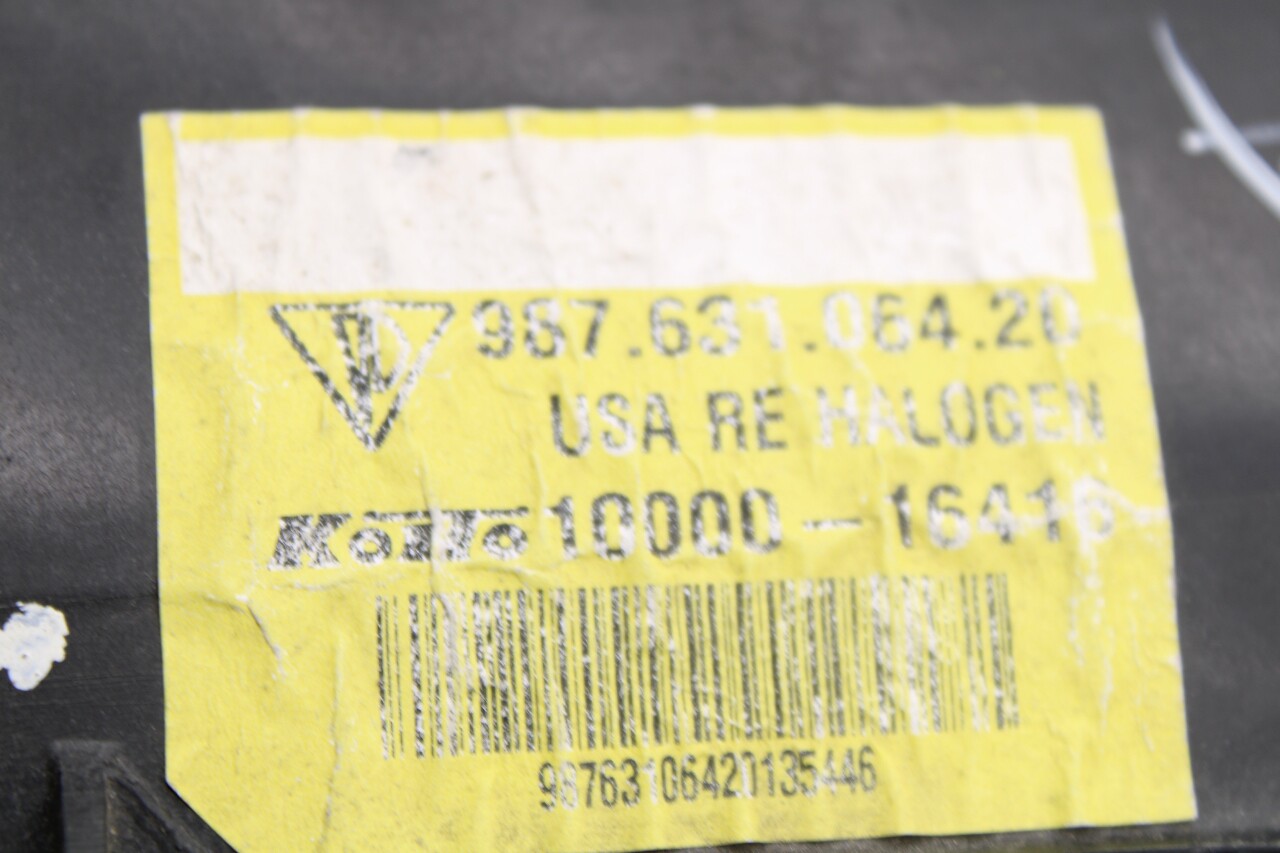 987.631.064.20
USA RE HALOGEN
KOITO 10000-16416
98763106420135446